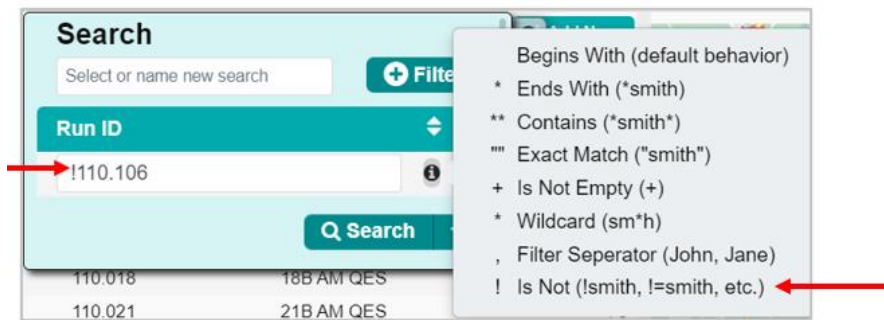 Search
Select or name new search
Filte
Run ID
!110.106
Search
110.018 18B AM QES
110.021 21B AM QES
Begins With (default behavior)
* Ends With (*smith)
** Contains (*smith*)
"" Exact Match ("smith")
+ Is Not Empty (+)
* Wildcard (sm*h)
, Filter Seperator (John, Jane)
! Is Not (!smith, !=smith, etc.)